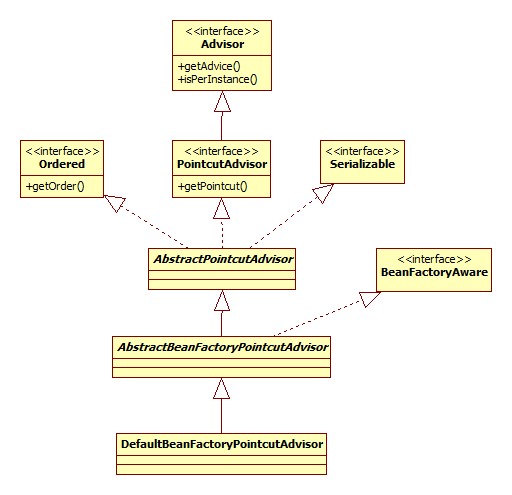 <<interface>>
Advisor
+getAdvice()
+isPerInstance()
<<interface>>
Ordered
+getOrder()
<<interface>>
PointcutAdvisor
+getPointcut()
<<interface>>
Serializable
AbstractPointcutAdvisor
<<interface>>
BeanFactoryAware
AbstractBeanFactoryPointcutAdvisor
DefaultBeanFactoryPointcutAdvisor